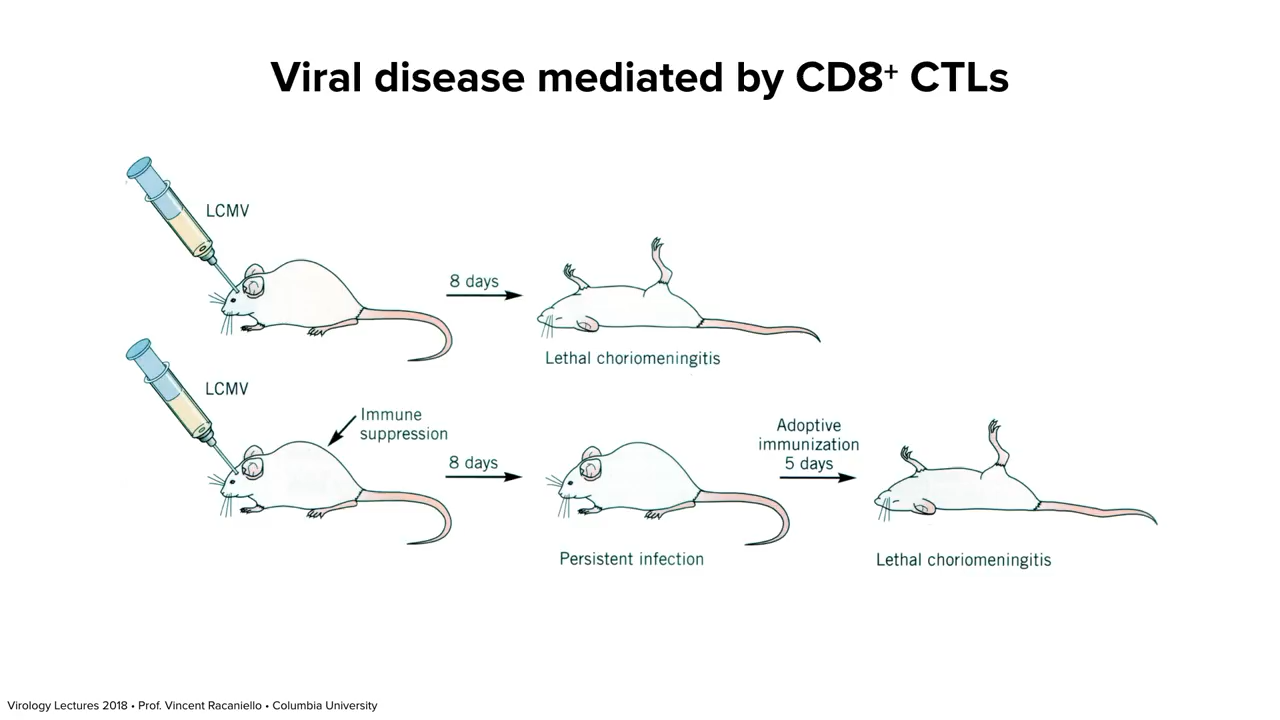 Viral disease mediated by CD8⁺ CTLs
LCMV
8 days
Lethal choriomeningitis
LCMV
Immune
suppression
8 days
Persistent infection
Adoptive
immunization
5 days
Lethal choriomeningitis
Virology Lectures 2018 • Prof. Vincent Racaniello • Columbia University